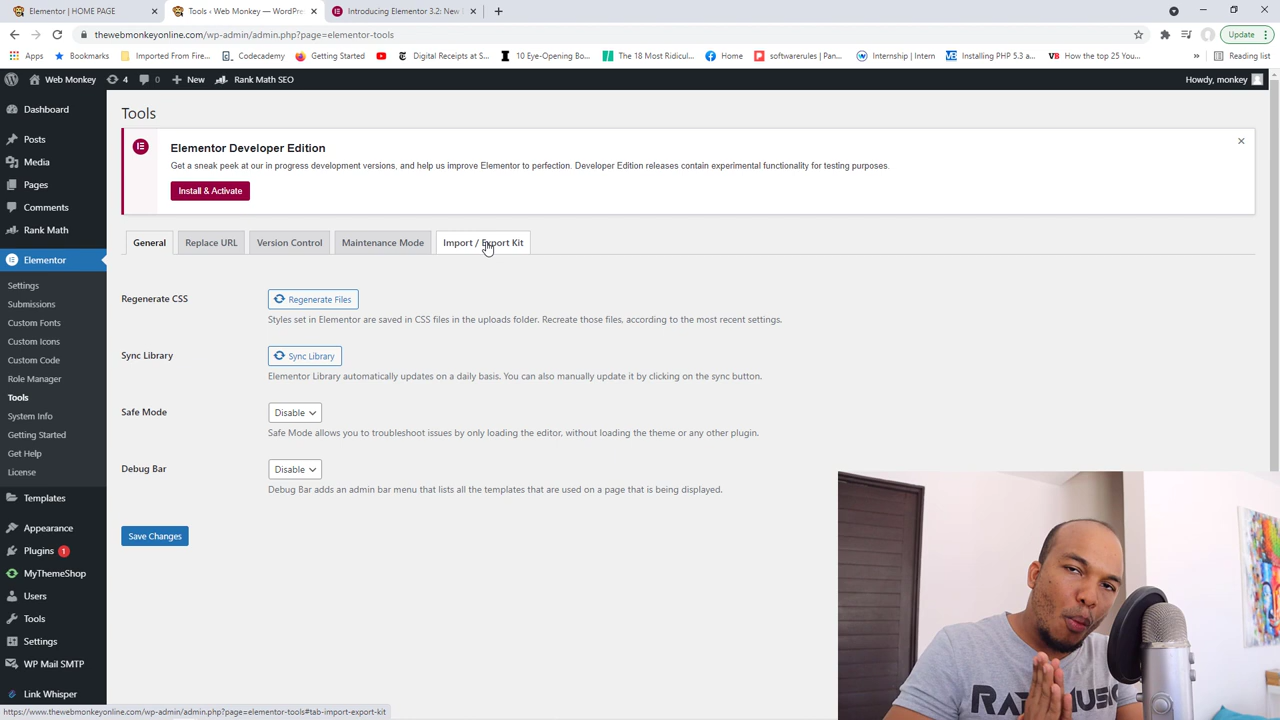 Elementor | HOME PAGE
Tools ‹ Web Monkey — WordPre
Introducing Elementor 3.2: New
thewebmonkeyonline.com/wp-admin/admin.php?page=elementor-tools
Update
Apps
Bookmarks
Imported From Fire...
Codecademy
Getting Started
Digital Receipts at S...
10 Eye-Opening Bo...
The 18 Most Ridicul...
Home
softwarerules | Pan...
Internship | Intern
Installing PHP 5.3 a...
How the top 25 You...
»
Reading list
Web Monkey
4
0
New
Rank Math SEO
Howdy, monkey
Dashboard
Posts
Media
Pages
Comments
Rank Math
Elementor
Settings
Submissions
Custom Fonts
Custom Icons
Custom Code
Role Manager
Tools
System Info
Getting Started
Get Help
License
Templates
Appearance
Plugins 1
MyThemeShop
Users
Tools
Settings
WP Mail SMTP
Link Whisper
Tools
Elementor Developer Edition
Get a sneak peek at our in progress development versions, and help us improve Elementor to perfection. Developer Edition releases contain experimental functionality for testing purposes.
Install & Activate
General
Replace URL
Version Control
Maintenance Mode
Import / Export Kit
Regenerate CSS
Regenerate Files
Styles set in Elementor are saved in CSS files in the uploads folder. Recreate those files, according to the most recent settings.
Sync Library
Sync Library
Elementor Library automatically updates on a daily basis. You can also manually update it by clicking on the sync button.
Safe Mode
Disable
Safe Mode allows you to troubleshoot issues by only loading the editor, without loading the theme or any other plugin.
Debug Bar
Disable
Debug Bar adds an admin bar menu that lists all the templates that are used on a page that is being displayed.
Save Changes
https://www.thewebmonkeyonline.com/wp-admin/admin.php?page=elementor-tools#tab-import-export-kit